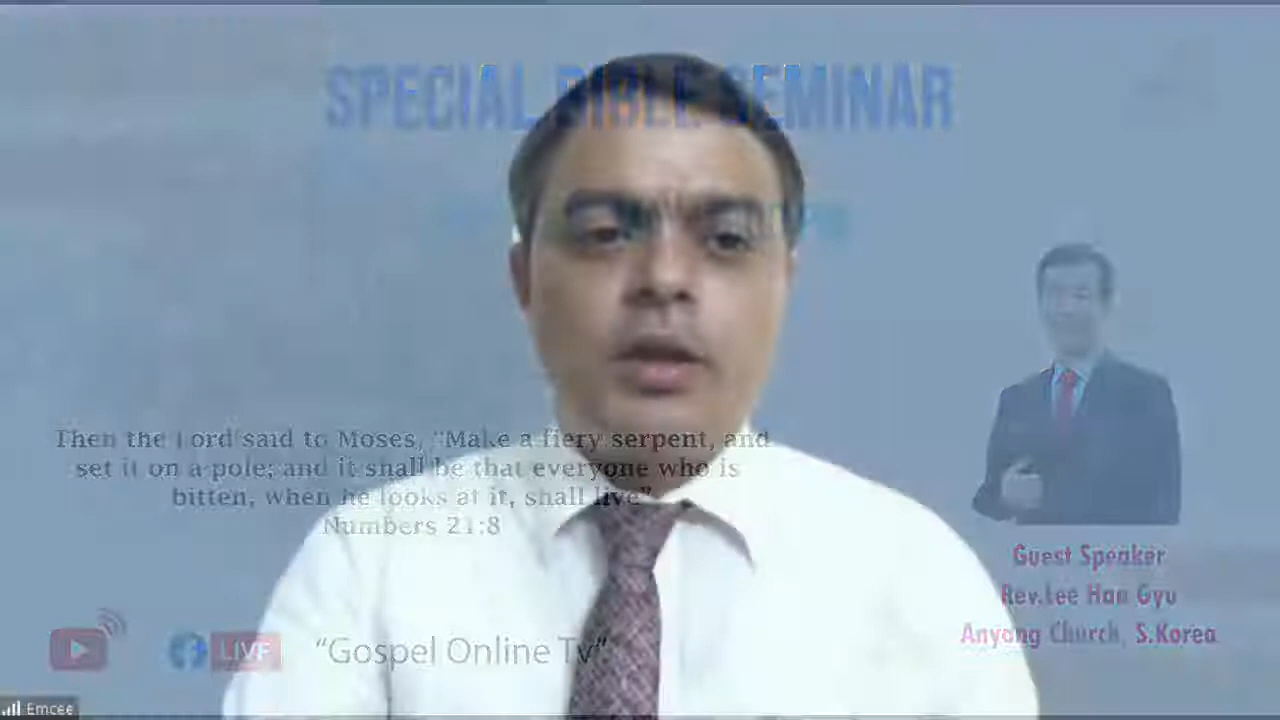 SPECIAL BIBLE SEMINAR
Then the Lord said to Moses, “Make a fiery serpent, and
set it on a pole; and it shall be that everyone who is
bitten, when he looks at it, shall live”
Numbers 21:8
Guest Speaker
Rev.Lee Han Gyu
Anyang Church, S.Korea
LIVE
“Gospel Online Tv”
Emcee